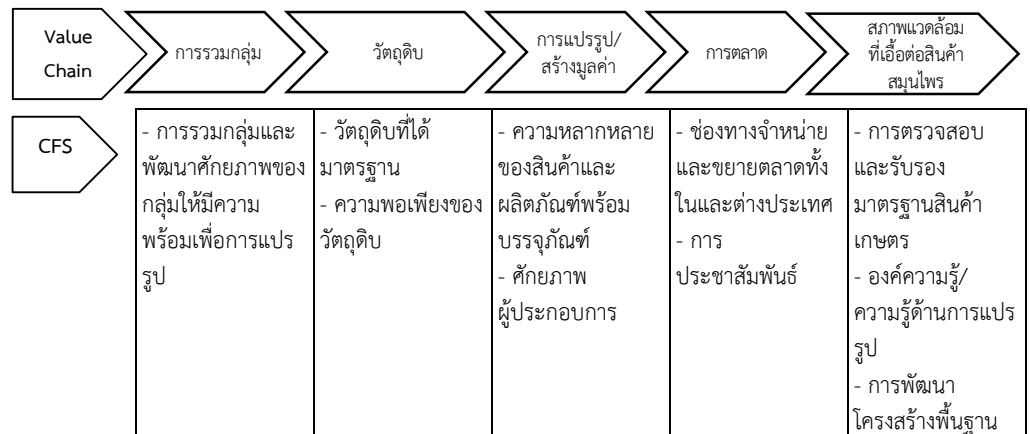 Value
Chain
การรวมกลุ่ม
วัตถุดิบ
การแปรรูป/
สร้างมูลค่า
การตลาด
สภาพแวดล้อม
ที่เอื้อต่อสินค้า
สมุนไพร
CFS
- การรวมกลุ่มและ
พัฒนาศักยภาพของ
กลุ่มให้มีความ
พร้อมเพื่อการแปร
รูป
- วัตถุดิบที่ได้
มาตรฐาน
- ความพอเพียงของ
วัตถุดิบ
- ความหลากหลาย
ของสินค้าและ
ผลิตภัณฑ์พร้อม
บรรจุภัณฑ์
- ศักยภาพ
ผู้ประกอบการ
- ช่องทางจำหน่าย
และขยายตลาดทั้ง
ในและต่างประเทศ
- การ
ประชาสัมพันธ์
- การตรวจสอบ
และรับรอง
มาตรฐานสินค้า
เกษตร
- องค์ความรู้/
ความรู้ด้านการแปร
รูป
- การพัฒนา
โครงสร้างพื้นฐาน